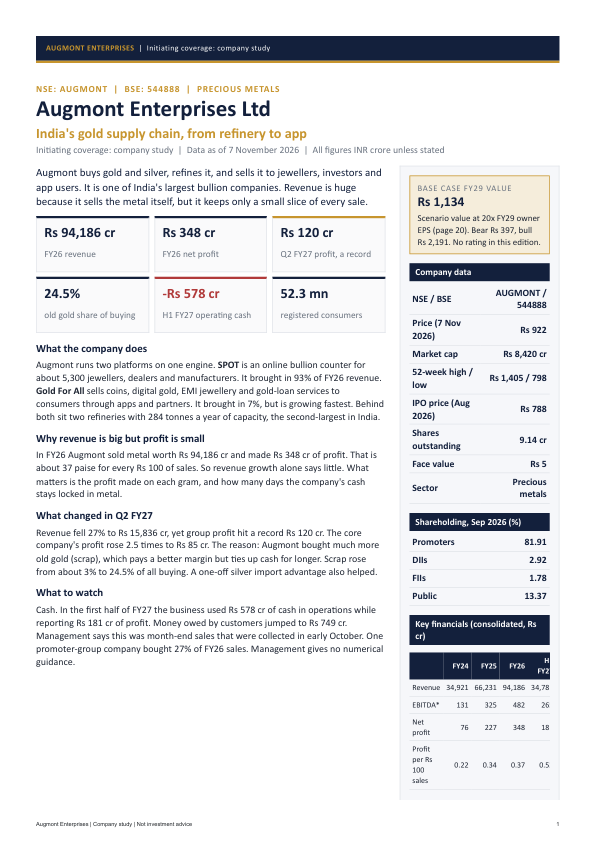 AUGMONT ENTERPRISES | Initiating coverage: company study
NSE: AUGMONT | BSE: 544888 | PRECIOUS METALS
Augmont Enterprises Ltd
India's gold supply chain, from refinery to app
Initiating coverage: company study | Data as of 7 November 2026 | All figures INR crore unless stated
Augmont buys gold and silver, refines it, and sells it to jewellers, investors and
app users. It is one of India's largest bullion companies. Revenue is huge
because it sells the metal itself, but it keeps only a small slice of every sale.
Rs 94,186 cr
FY26 revenue
Rs 348 cr
FY26 net profit
Rs 120 cr
Q2 FY27 profit, a record
24.5%
old gold share of buying
-Rs 578 cr
H1 FY27 operating cash
52.3 mn
registered consumers
What the company does
Augmont runs two platforms on one engine. SPOT is an online bullion counter for
about 5,300 jewellers, dealers and manufacturers. It brought in 93% of FY26 revenue.
Gold For All sells coins, digital gold, EMI jewellery and gold-loan services to
consumers through apps and partners. It brought in 7%, but is growing fastest. Behind
both sit two refineries with 284 tonnes a year of capacity, the second-largest in India.
Why revenue is big but profit is small
In FY26 Augmont sold metal worth Rs 94,186 cr and made Rs 348 cr of profit. That is
about 37 paise for every Rs 100 of sales. So revenue growth alone says little. What
matters is the profit made on each gram, and how many days the company's cash
stays locked in metal.
What changed in Q2 FY27
Revenue fell 27% to Rs 15,836 cr, yet group profit hit a record Rs 120 cr. The core
company's profit rose 2.5 times to Rs 85 cr. The reason: Augmont bought much more
old gold (scrap), which pays a better margin but ties up cash for longer. Scrap rose
from about 3% to 24.5% of all buying. A one-off silver import advantage also helped.
What to watch
Cash. In the first half of FY27 the business used Rs 578 cr of cash in operations while
reporting Rs 181 cr of profit. Money owed by customers jumped to Rs 749 cr.
Management says this was month-end sales that were collected in early October. One
promoter-group company bought 27% of FY26 sales. Management gives no numerical
guidance.
BASE CASE FY29 VALUE
Rs 1,134
Scenario value at 20x FY29 owner
EPS (page 20). Bear Rs 397, bull
Rs 2,191. No rating in this edition.
Company data
NSE / BSE AUGMONT / 544888
Price (7 Nov 2026) Rs 922
Market cap Rs 8,420 cr
52-week high / low Rs 1,405 / 798
IPO price (Aug 2026) Rs 788
Shares outstanding 9.14 cr
Face value Rs 5
Sector Precious metals
Shareholding, Sep 2026 (%)
Promoters 81.91
DIIs 2.92
FIIs 1.78
Public 13.37
Key financials (consolidated, Rs
cr)
FY24 FY25 FY26 H FY2
Revenue 34,921 66,231 94,186 34,78
EBITDA* 131 325 482 26
Net profit 76 227 348 18
Profit per Rs 100 sales 0.22 0.34 0.37 0.5
Augmont Enterprises | Company study | Not investment advice 1